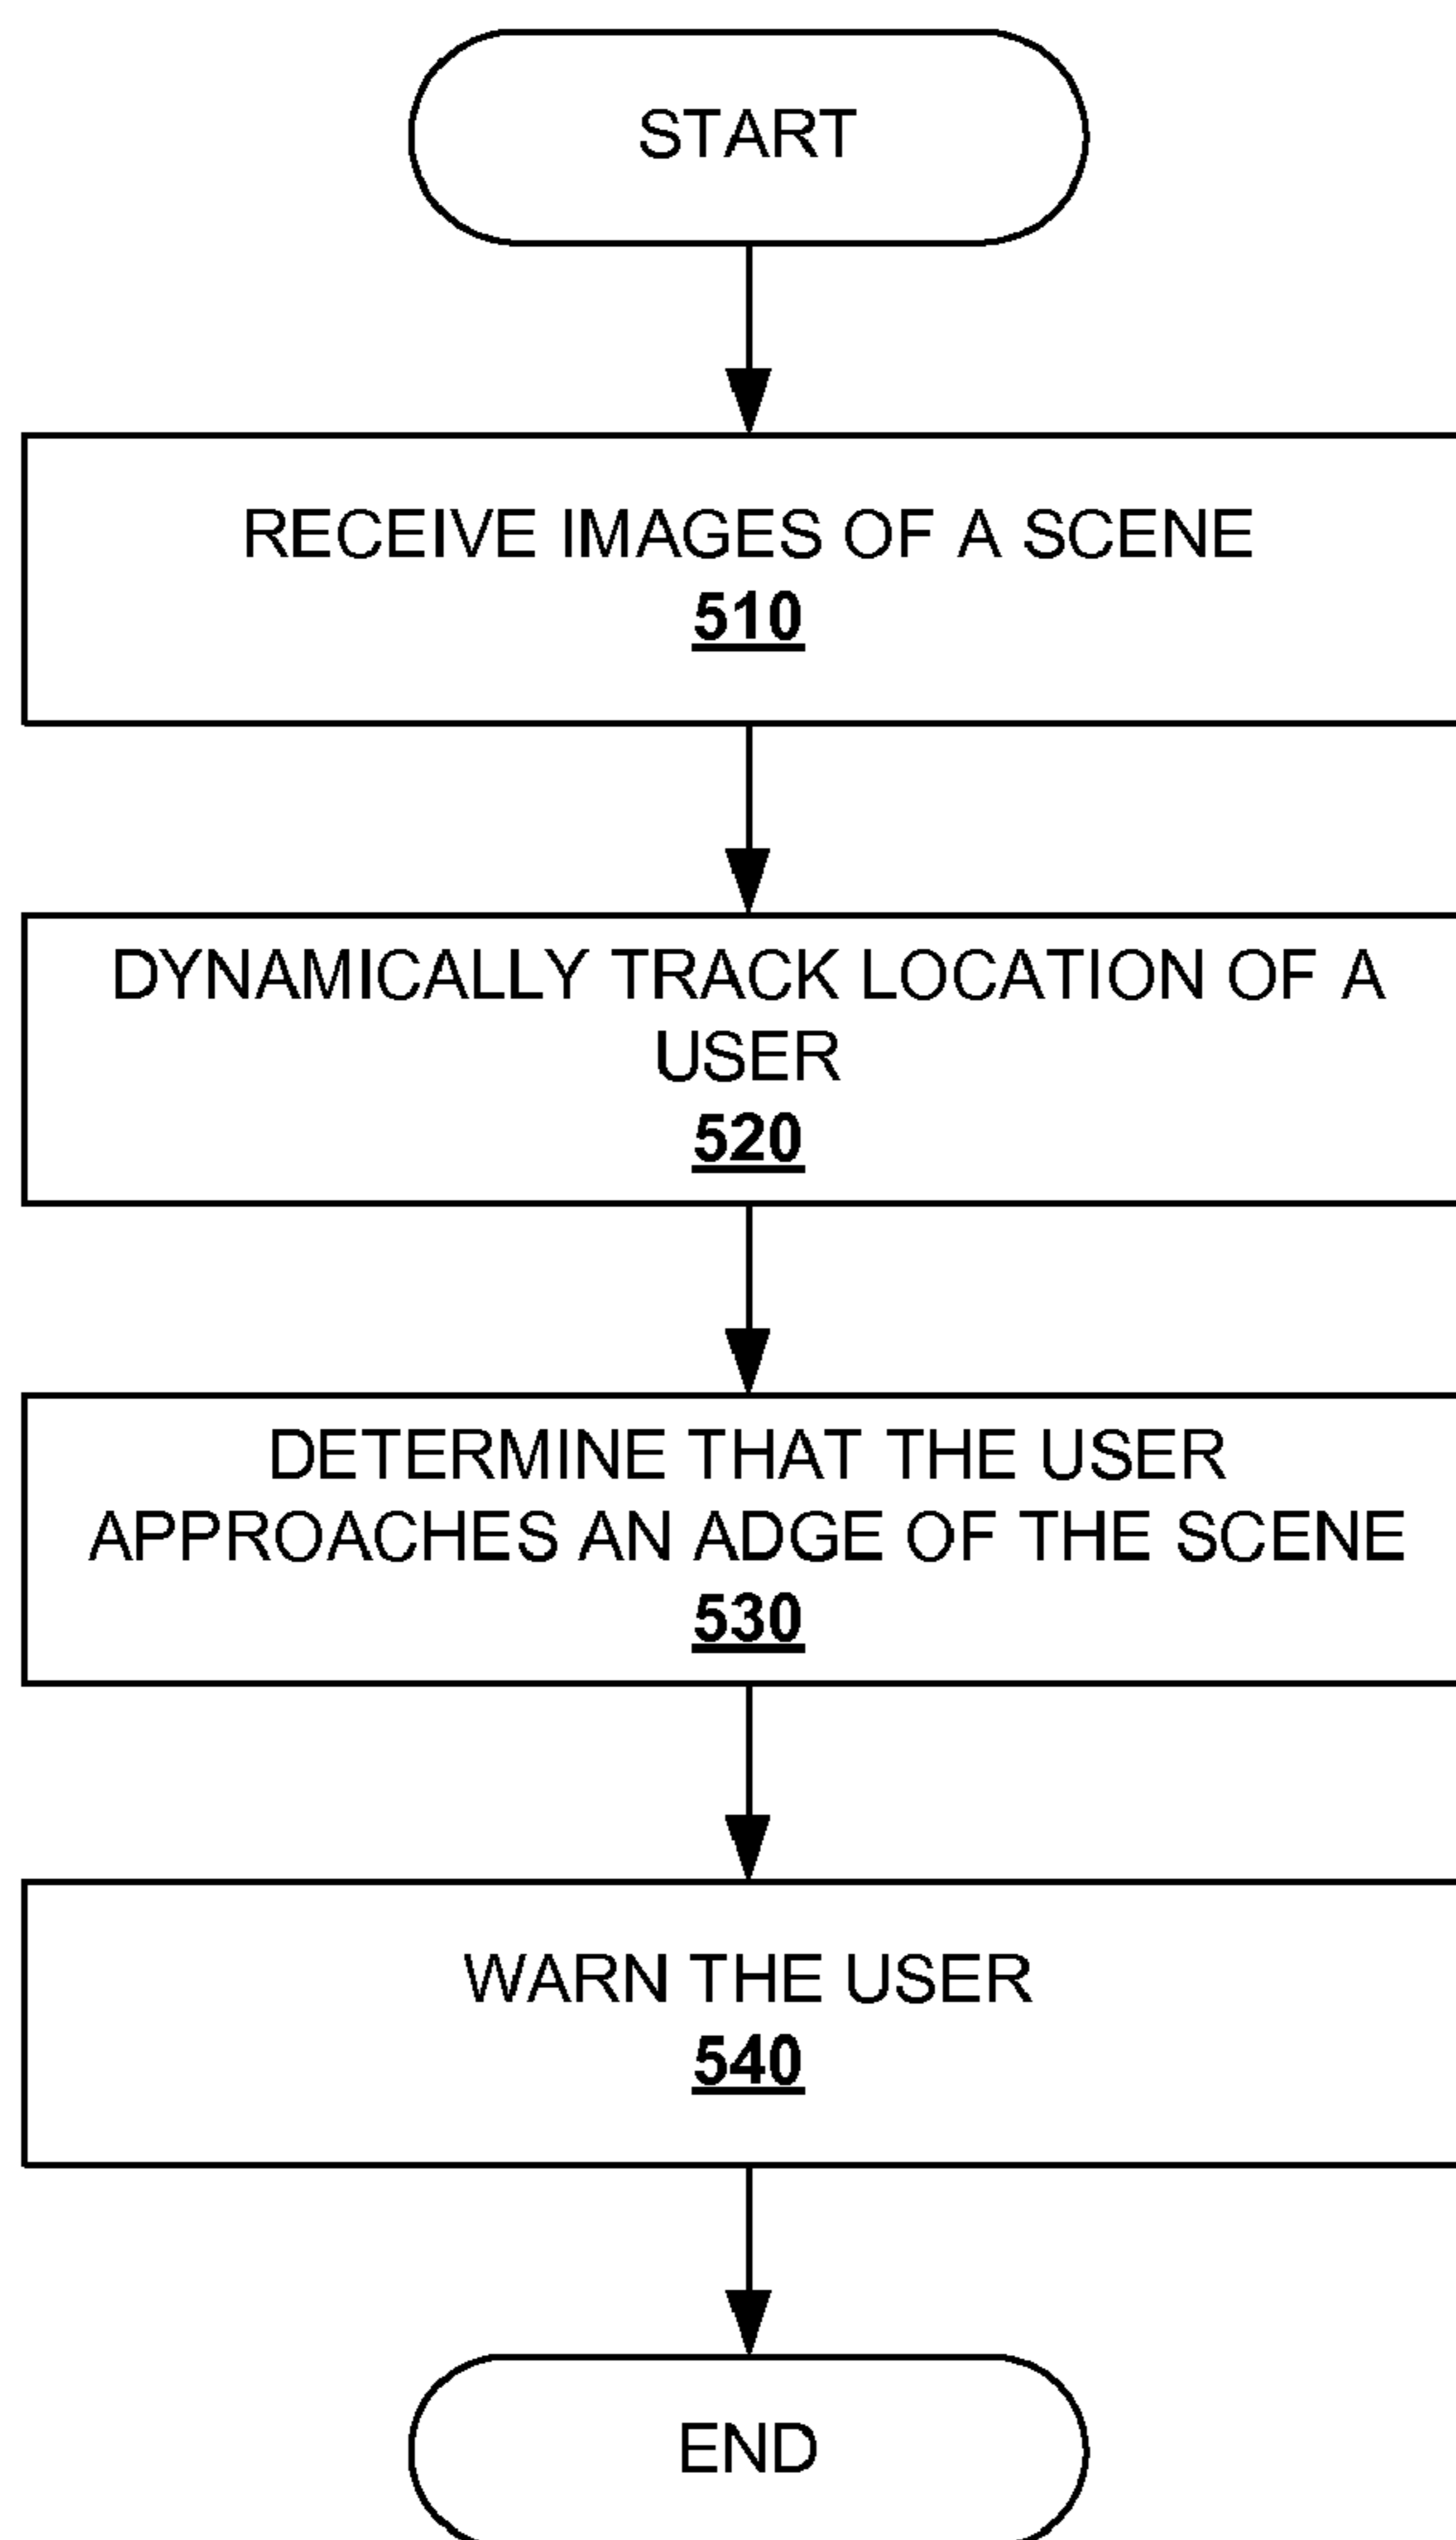 START
RECEIVE IMAGES OF A SCENE
510
DYNAMICALLY TRACK LOCATION OF A
USER
520
DETERMINE THAT THE USER
APPROACHES AN ADGE OF THE SCENE
530
WARN THE USER
540
END